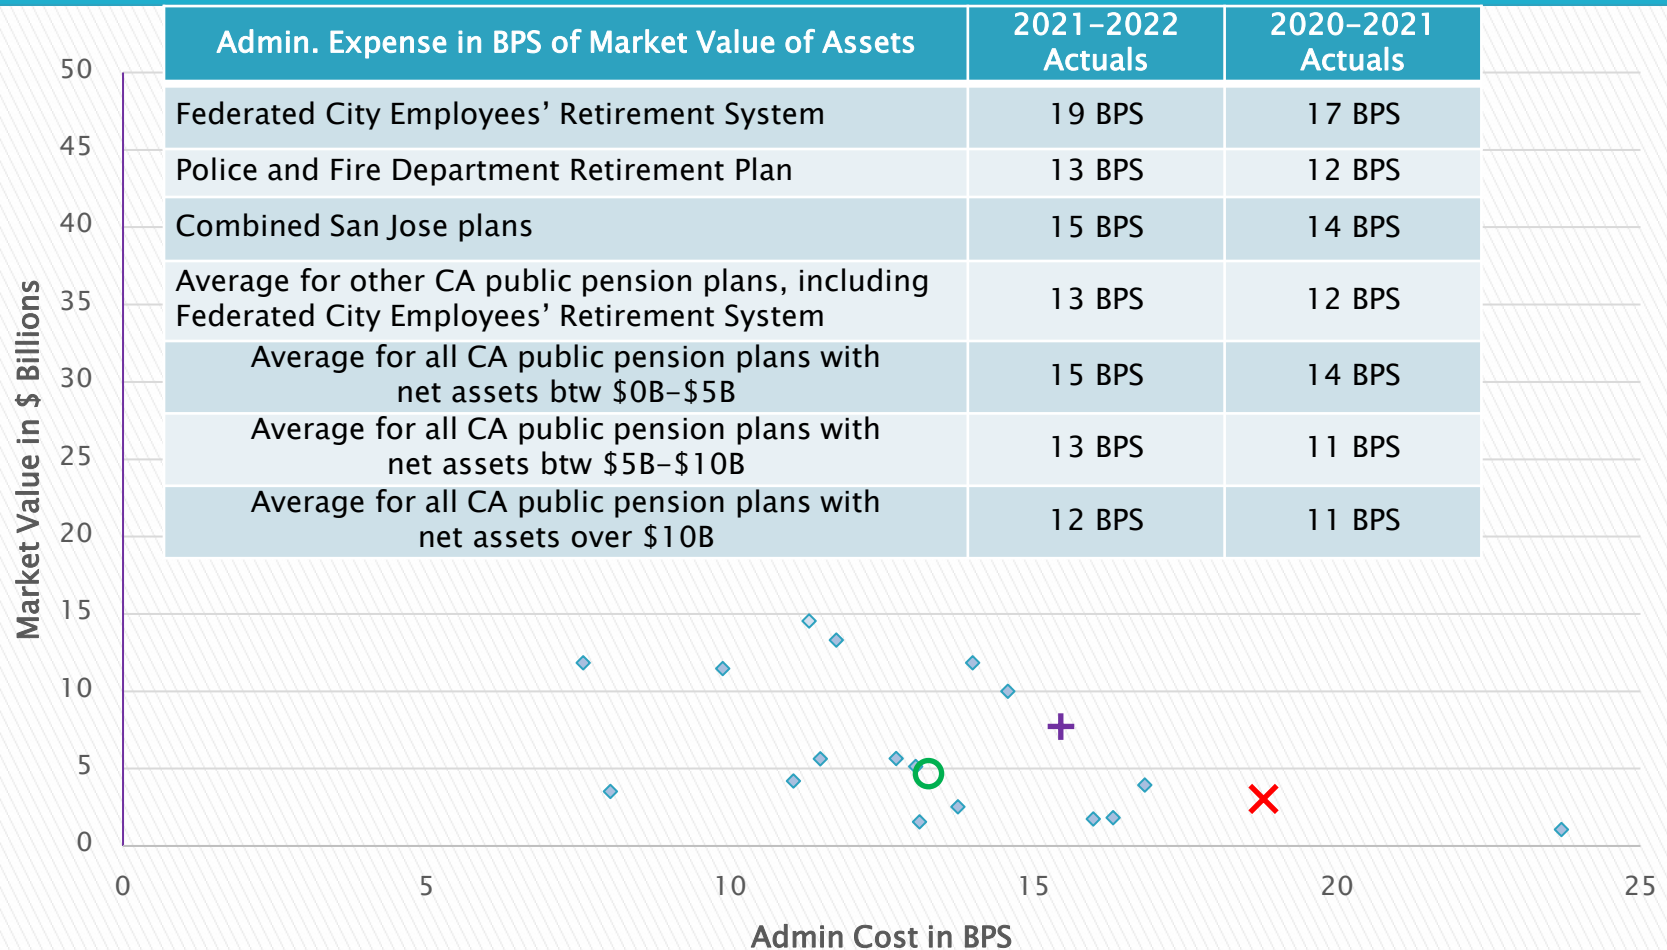 Admin. Expense in BPS of Market Value of Assets
2021-2022
Actuals
2020-2021
Actuals
Federated City Employees’ Retirement System
19 BPS
17 BPS
Police and Fire Department Retirement Plan
13 BPS
12 BPS
Combined San Jose plans
15 BPS
14 BPS
Average for other CA public pension plans, including
Federated City Employees’ Retirement System
13 BPS
12 BPS
Average for all CA public pension plans with
net assets btw $0B-$5B
15 BPS
14 BPS
Average for all CA public pension plans with
net assets btw $5B-$10B
13 BPS
11 BPS
Average for all CA public pension plans with
net assets over $10B
12 BPS
11 BPS
Market Value in $ Billions
50
45
40
35
30
25
20
15
10
5
0
0
5
10
15
20
25
Admin Cost in BPS